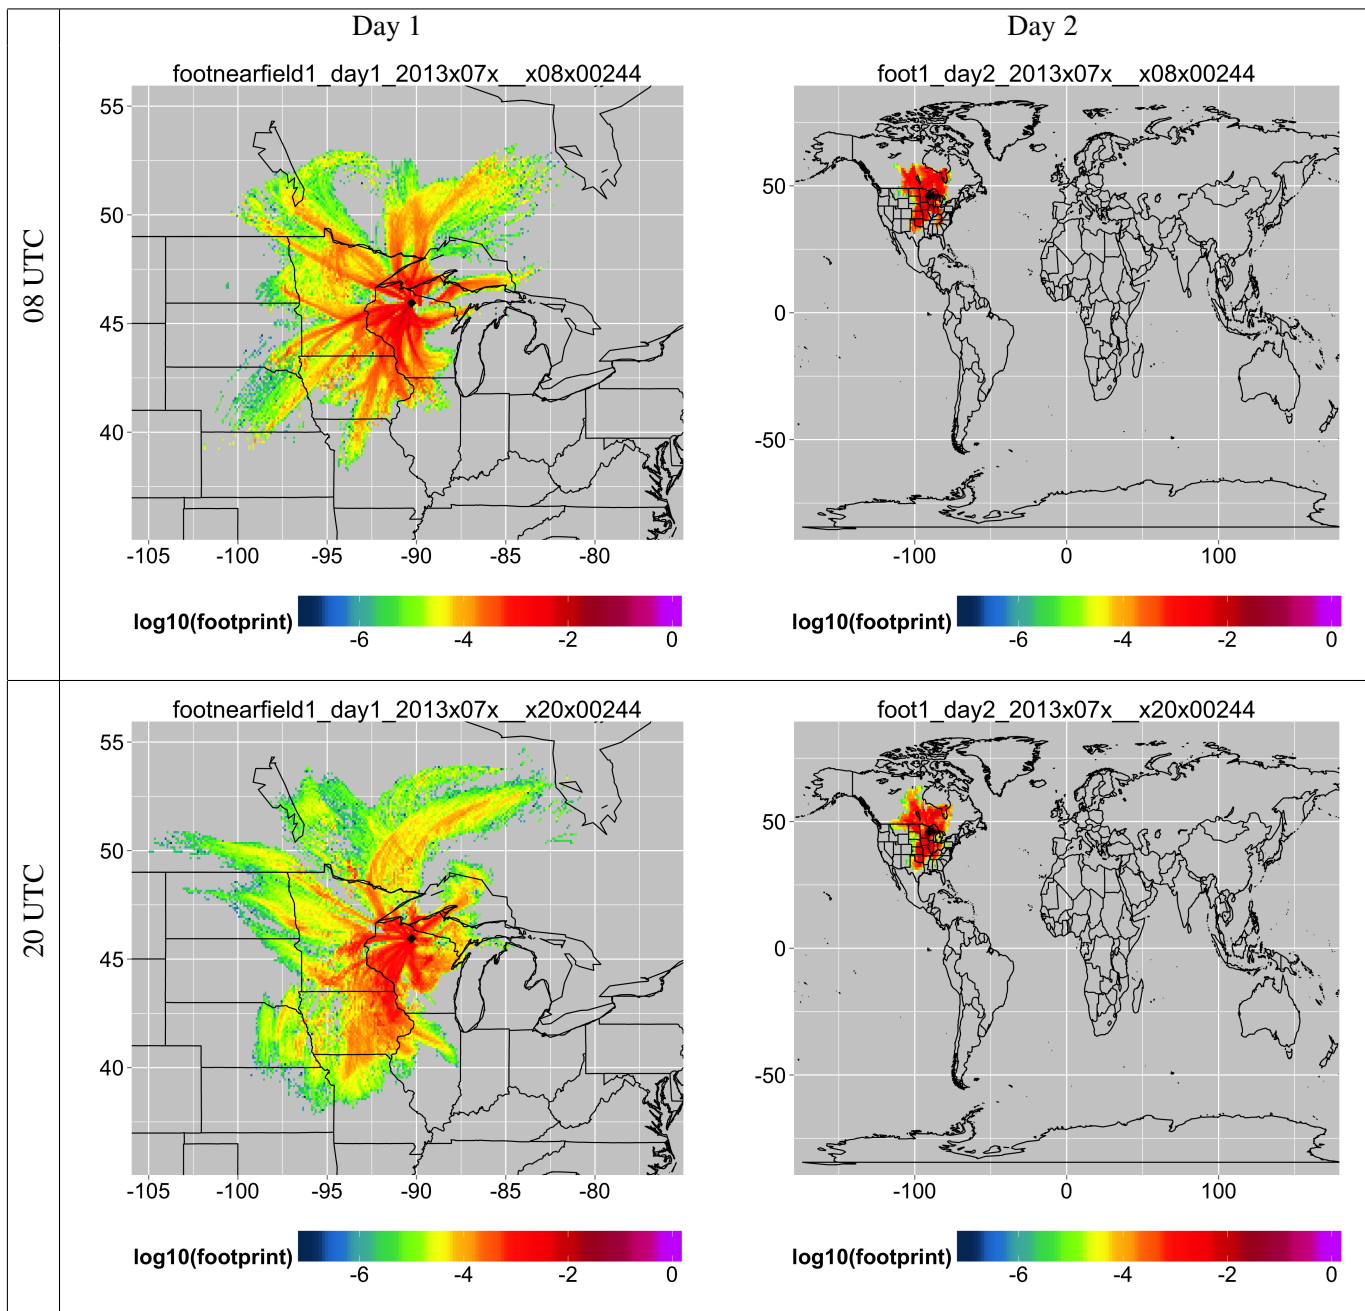 Day 1
Day 2
08 UTC
footnearfield1_day1_2013x07x__x08x00244
55
50
45
40
-105 -100 -95 -90 -85 -80
log10(footprint)
-6 -4 -2 0
foot1_day2_2013x07x__x08x00244
50
0
-50
-100 0 100
log10(footprint)
-6 -4 -2 0
20 UTC
footnearfield1_day1_2013x07x__x20x00244
55
50
45
40
-105 -100 -95 -90 -85 -80
log10(footprint)
-6 -4 -2 0
foot1_day2_2013x07x__x20x00244
50
0
-50
-100 0 100
log10(footprint)
-6 -4 -2 0